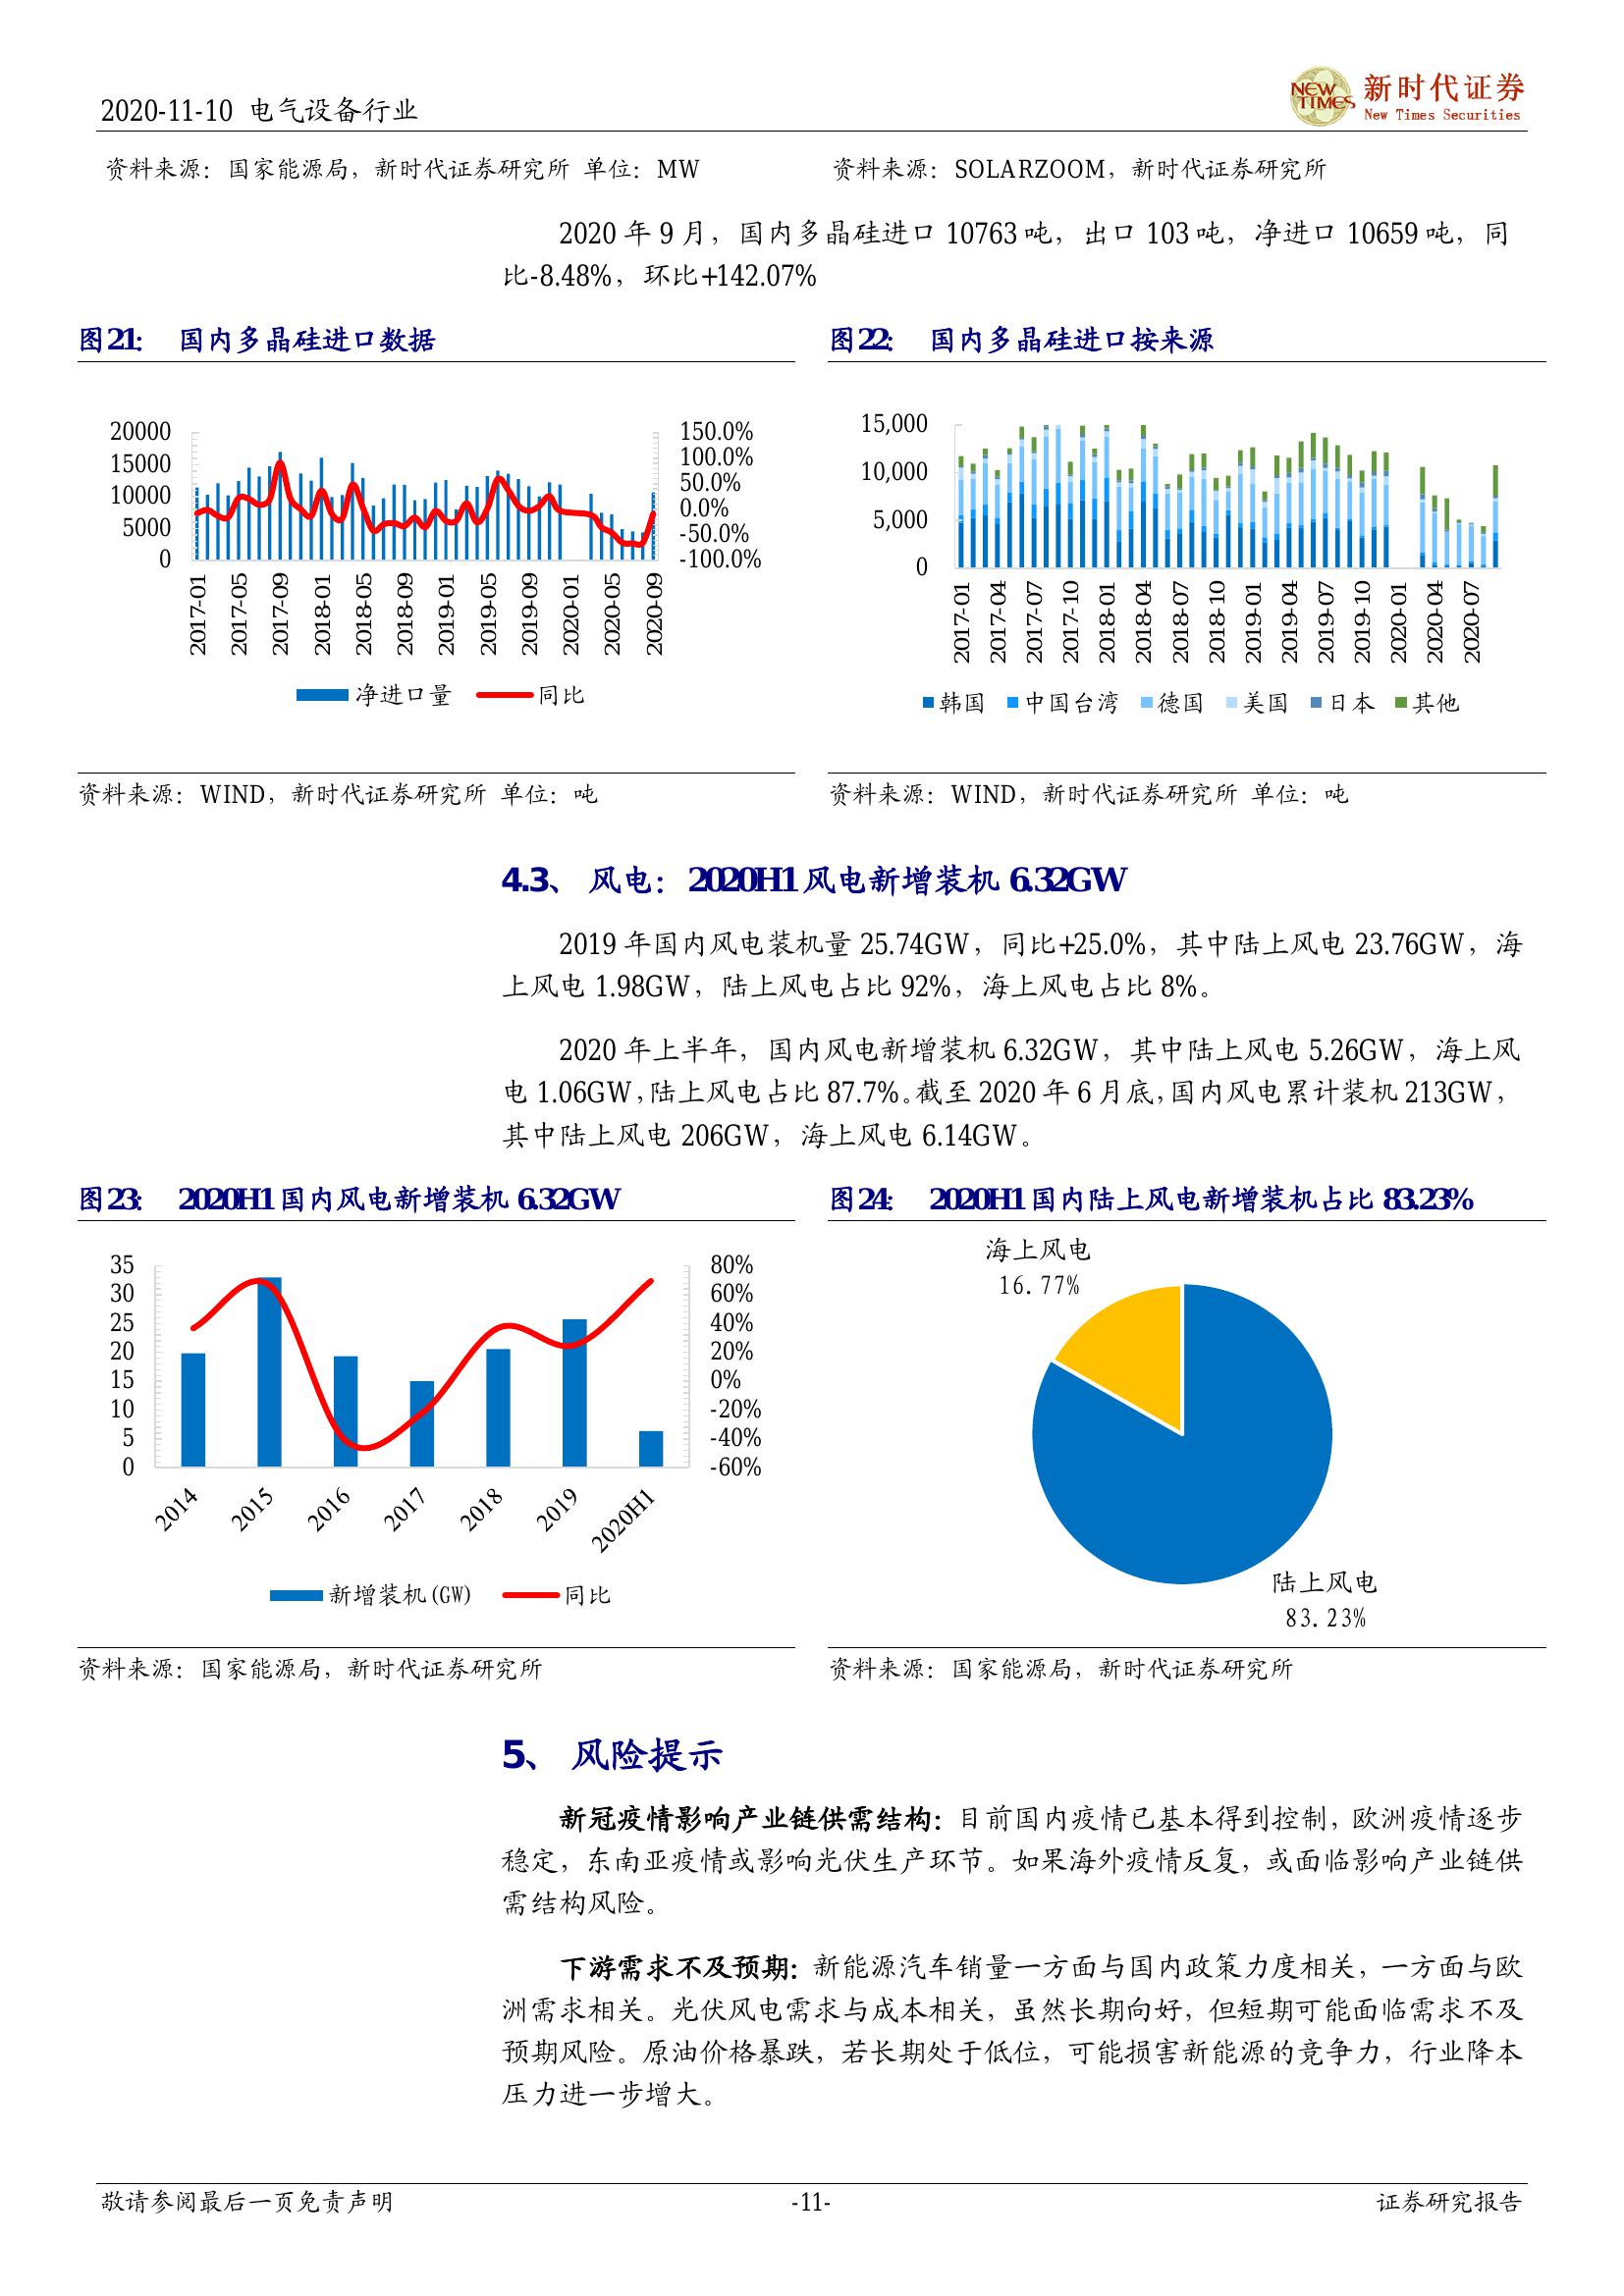 2020-11-10 电气设备行业
NEW TIMES 新时代证券
New Times Securities
资料来源：国家能源局，新时代证券研究所 单位：MW
资料来源：SOLARZOOM，新时代证券研究所
2020 年 9 月，国内多晶硅进口 10763 吨，出口 103 吨，净进口 10659 吨，同
比-8.48%，环比+142.07%
图21： 国内多晶硅进口数据
20000
15000
10000
5000
0
150.0%
100.0%
50.0%
0.0%
-50.0%
-100.0%
2017-01
2017-05
2017-09
2018-01
2018-05
2018-09
2019-01
2019-05
2019-09
2020-01
2020-05
2020-09
净进口量 同比
资料来源：WIND，新时代证券研究所 单位：吨
图22： 国内多晶硅进口按来源
15,000
10,000
5,000
0
2017-01
2017-04
2017-07
2017-10
2018-01
2018-04
2018-07
2018-10
2019-01
2019-04
2019-07
2019-10
2020-01
2020-04
2020-07
韩国 中国台湾 德国 美国 日本 其他
资料来源：WIND，新时代证券研究所 单位：吨
4.3、 风电：2020H1 风电新增装机 6.32GW
2019 年国内风电装机量 25.74GW，同比+25.0%，其中陆上风电 23.76GW，海
上风电 1.98GW，陆上风电占比 92%，海上风电占比 8%。
2020 年上半年，国内风电新增装机 6.32GW，其中陆上风电 5.26GW，海上风
电 1.06GW，陆上风电占比 87.7%。截至 2020 年 6 月底，国内风电累计装机 213GW，
其中陆上风电 206GW，海上风电 6.14GW。
图23： 2020H1 国内风电新增装机 6.32GW
35
30
25
20
15
10
5
0
80%
60%
40%
20%
0%
-20%
-40%
-60%
2014
2015
2016
2017
2018
2019
2020H1
新增装机(GW) 同比
资料来源：国家能源局，新时代证券研究所
图24： 2020H1 国内陆上风电新增装机占比 83.23%
海上风电
16.77%
陆上风电
83.23%
资料来源：国家能源局，新时代证券研究所
5、 风险提示
新冠疫情影响产业链供需结构：目前国内疫情已基本得到控制，欧洲疫情逐步
稳定，东南亚疫情或影响光伏生产环节。如果海外疫情反复，或面临影响产业链供
需结构风险。
下游需求不及预期：新能源汽车销量一方面与国内政策力度相关，一方面与欧
洲需求相关。光伏风电需求与成本相关，虽然长期向好，但短期可能面临需求不及
预期风险。原油价格暴跌，若长期处于低位，可能损害新能源的竞争力，行业降本
压力进一步增大。
敬请参阅最后一页免责声明
-11-
证券研究报告